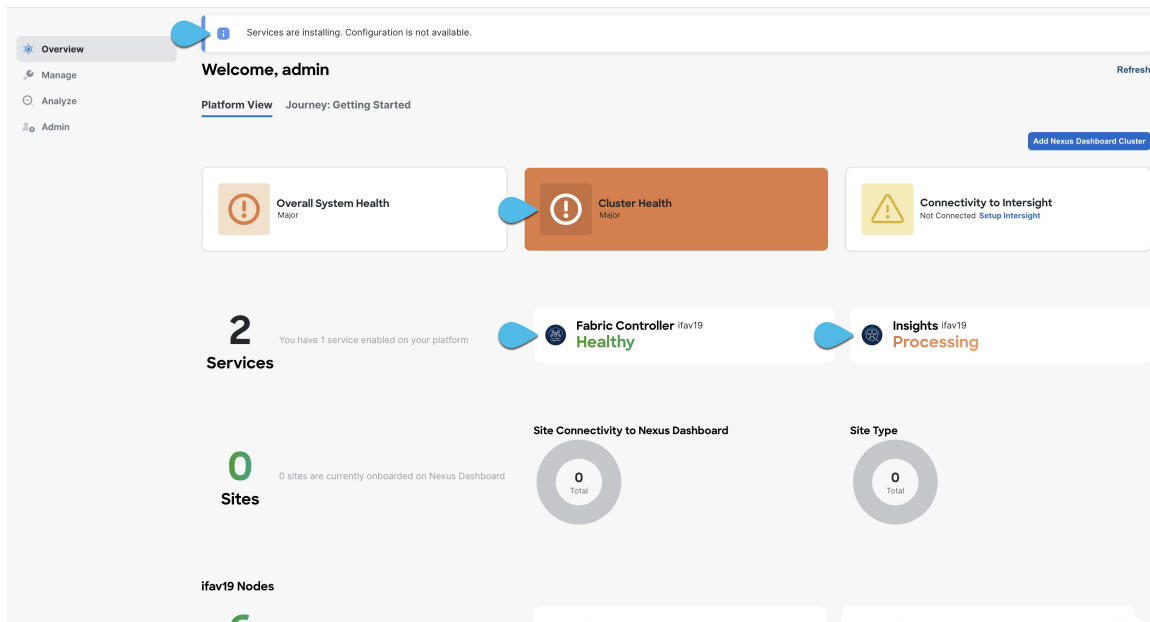 Services are installing. Configuration is not available.
Overview
Manage
Analyze
Admin
Welcome, admin
Refresh
Platform View
Journey: Getting Started
Add Nexus Dashboard Cluster
Overall System Health
Major
Cluster Health
Major
Connectivity to Intersight
Not Connected Setup Intersight
2
Services
You have 1 service enabled on your platform
Fabric Controller ifav19
Healthy
Insights ifav19
Processing
0
Sites
0 sites are currently onboarded on Nexus Dashboard
Site Connectivity to Nexus Dashboard
0
Total
Site Type
0
Total
ifav19 Nodes